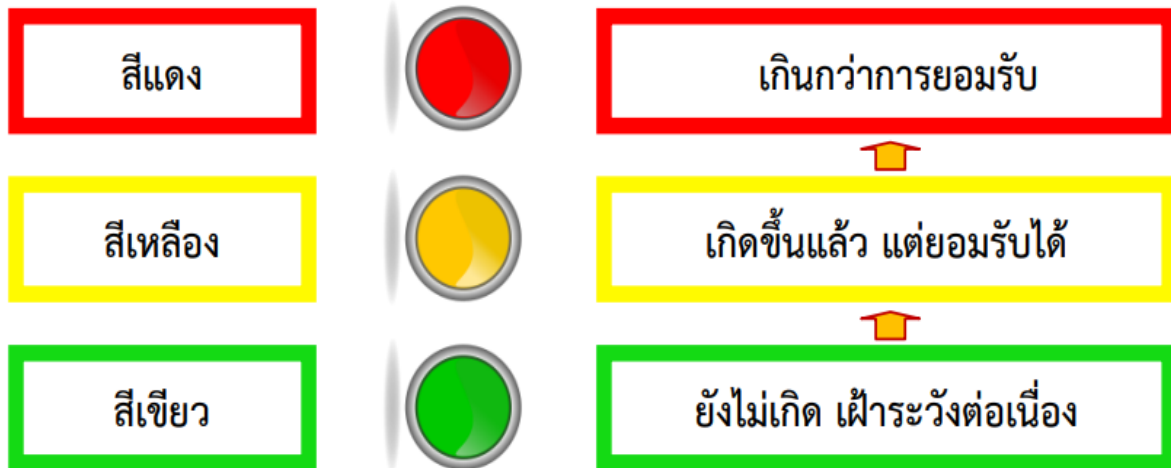 สีแดง
เกินกว่าการยอมรับ
สีเหลือง
เกิดขึ้นแล้ว แต่ยอมรับได้
สีเขียว
ยังไม่เกิด เฝ้าระวังต่อเนื่อง